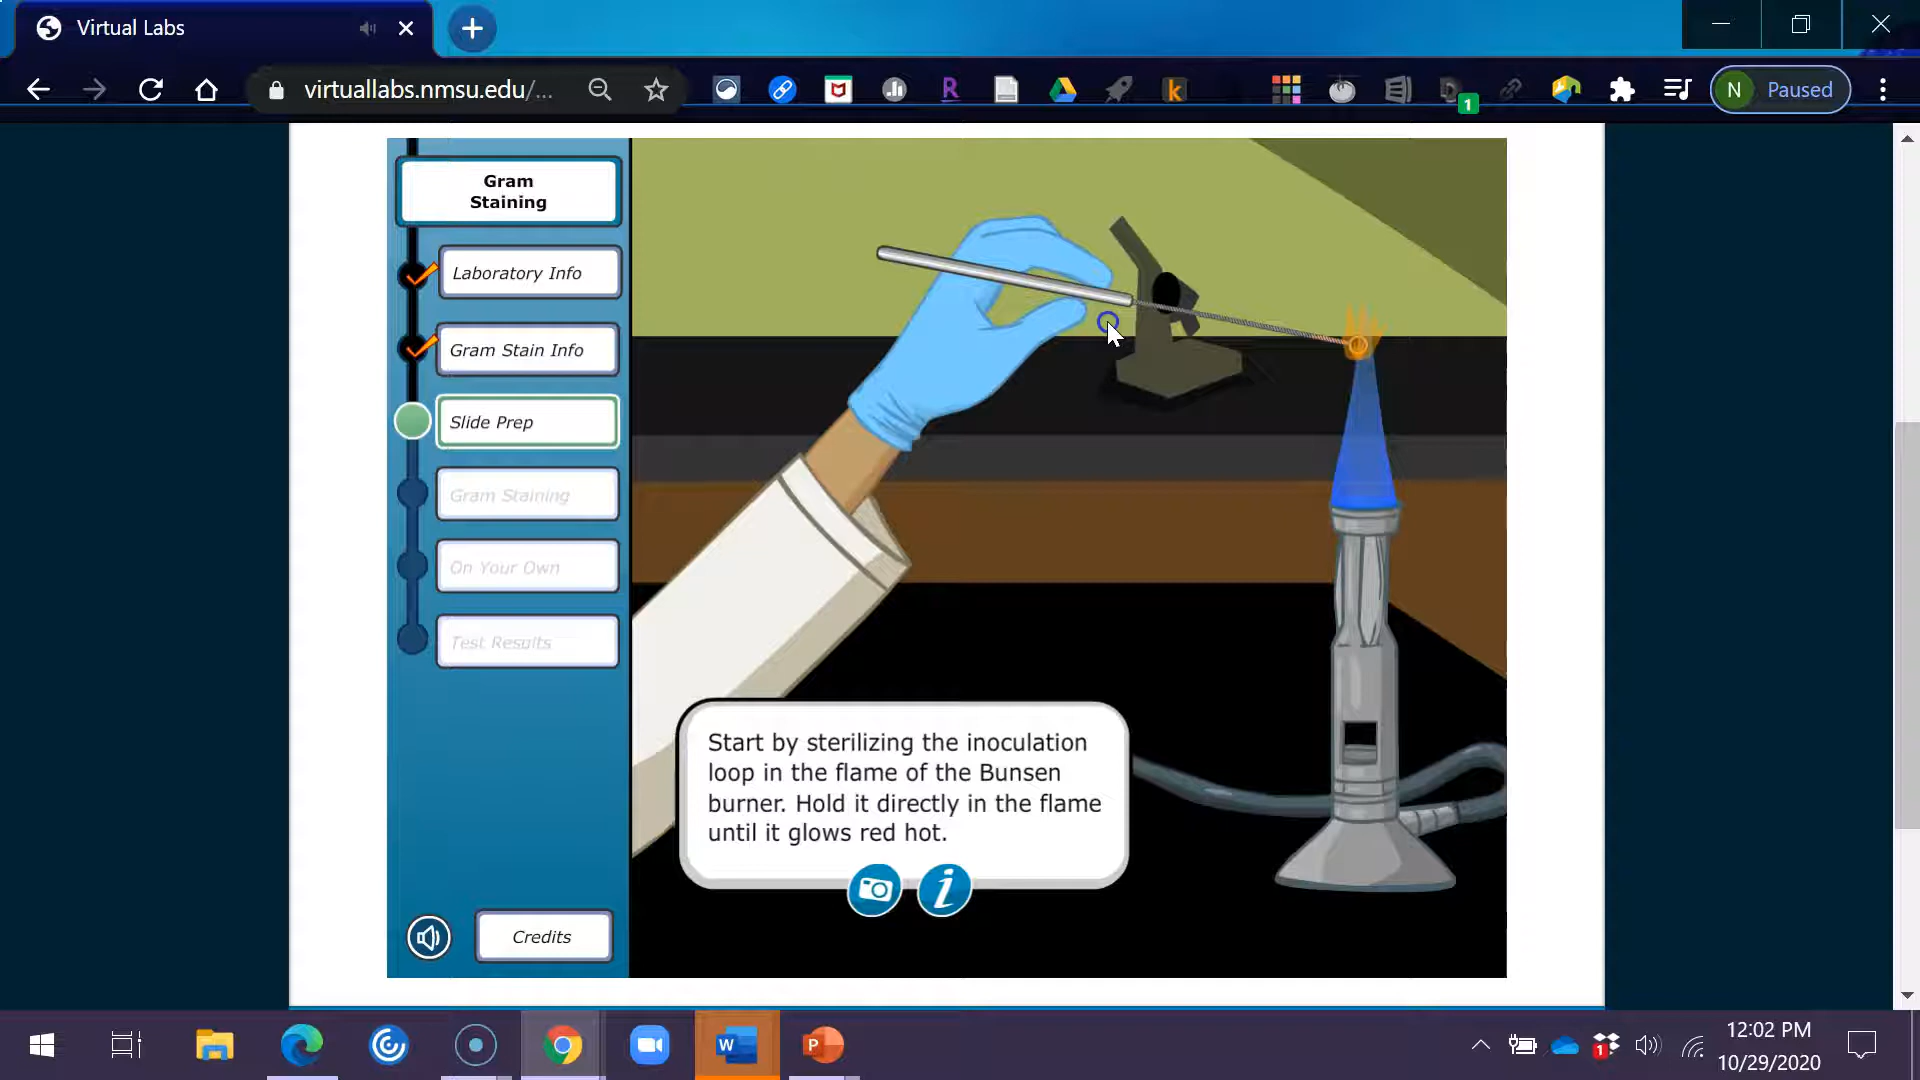 Virtual Labs
virtuallabs.nmsu.edu/...
R
k
1
N Paused
Gram
Staining
Laboratory Info
Gram Stain Info
Slide Prep
Gram Staining
On Your Own
Test Results
Start by sterilizing the inoculation
loop in the flame of the Bunsen
burner. Hold it directly in the flame
until it glows red hot.
i
Credits
W
P
1
12:02 PM
10/29/2020